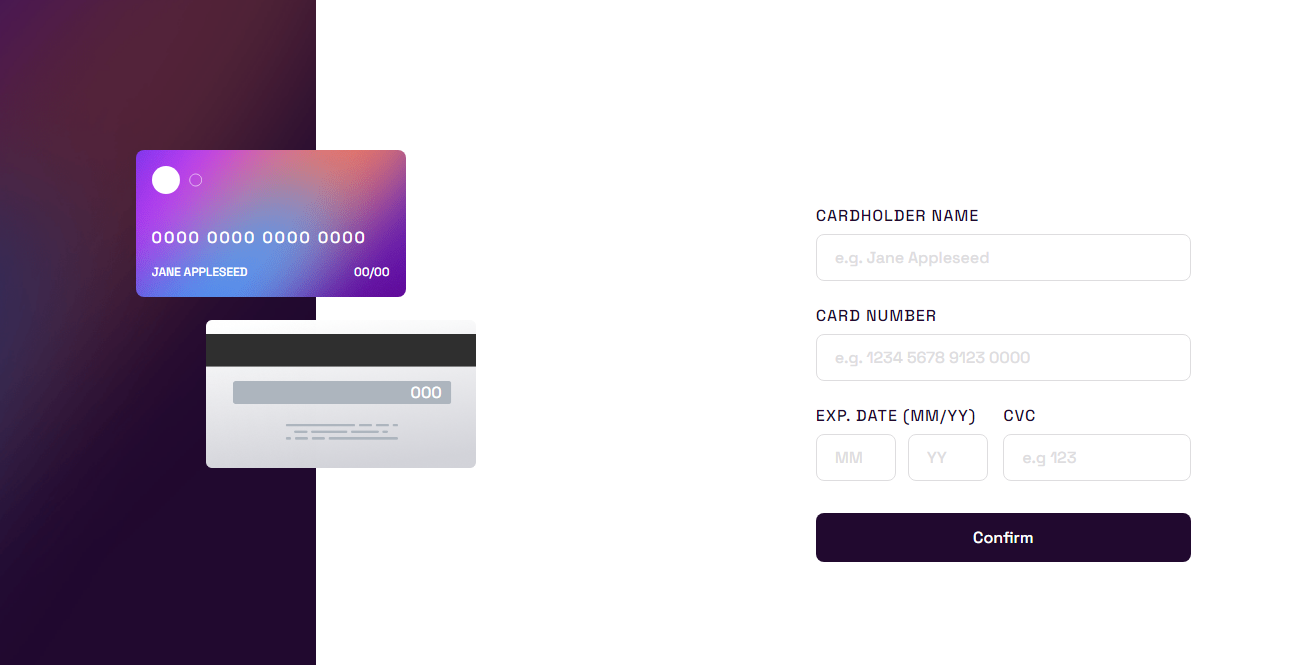 0000 0000 0000 0000
JANE APPLESEED 00/00
000
CARDHOLDER NAME
e.g. Jane Appleseed
CARD NUMBER
e.g. 1234 5678 9123 0000
EXP. DATE (MM/YY) CVC
MM YY e.g 123
Confirm